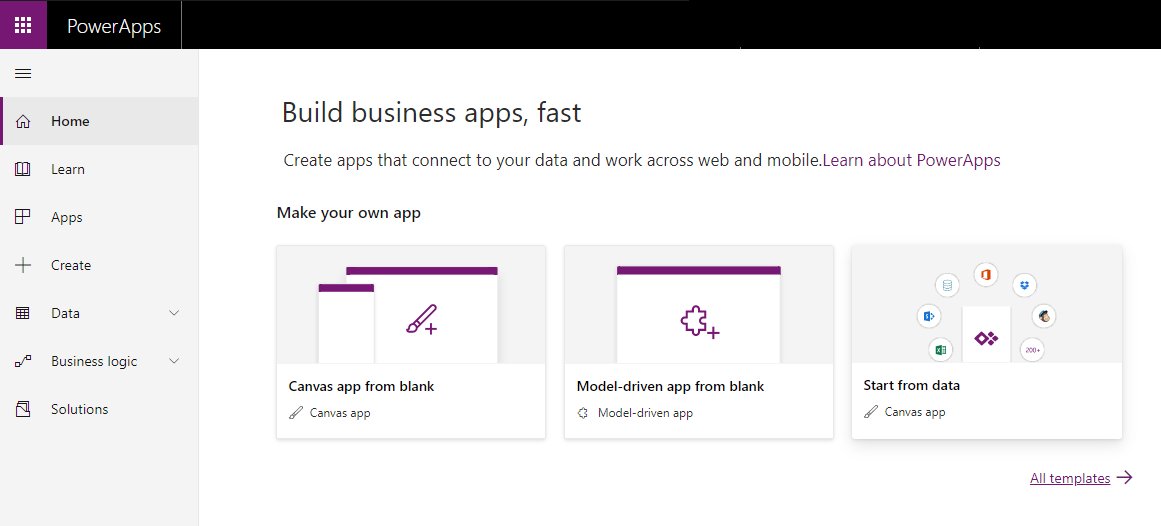 PowerApps
Home
Learn
Apps
Create
Data
Business logic
Solutions
Build business apps, fast
Create apps that connect to your data and work across web and mobile.Learn about PowerApps
Make your own app
200+
Canvas app from blank
Canvas app
Model-driven app from blank
Model-driven app
Start from data
Canvas app
All templates